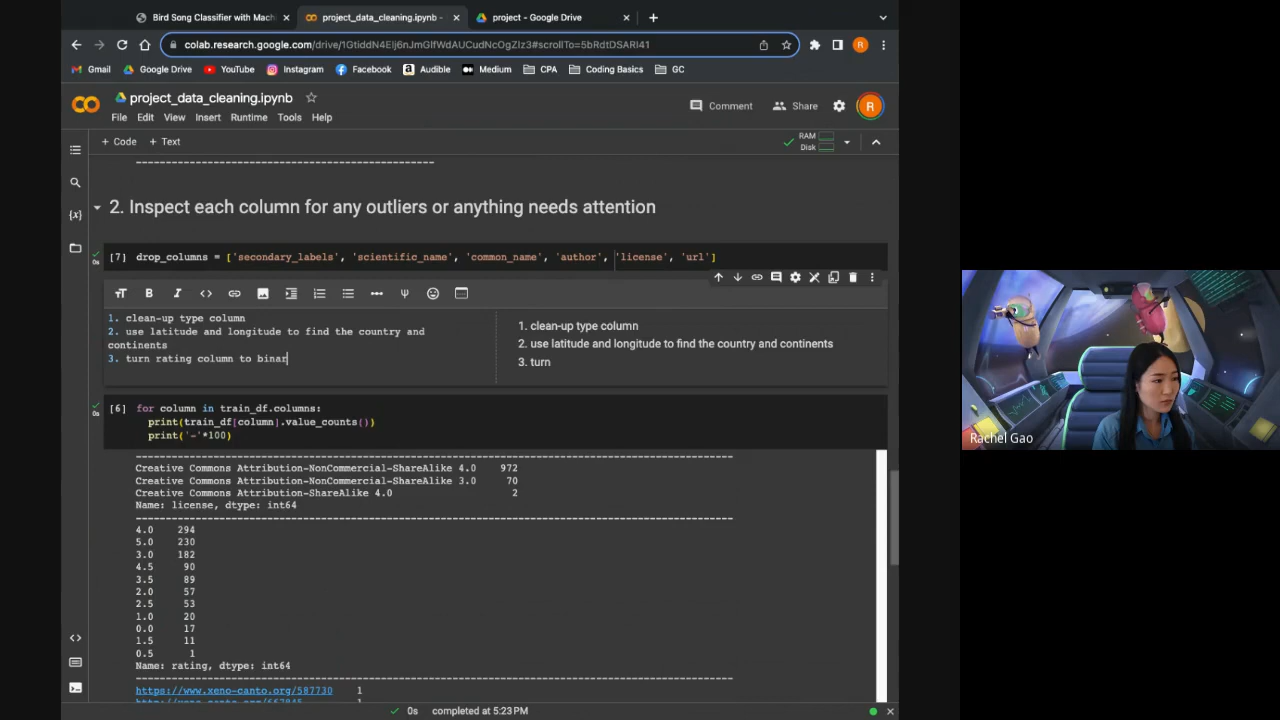 Bird Song Classifier with Mach
project_data_cleaning.ipynb -
project - Google Drive
colab.research.google.com/drive/
Gmail
Google Drive
YouTube
Instagram
Facebook
Audible
Medium
CPA
Coding Basics
GC
project_data_cleaning.ipynb
Comment
Share
R
File Edit View Insert Runtime Tools Help
+ Code + Text
RAM
Disk
--------------------------------------------------
2. Inspect each column for any outliers or anything needs attention
[7] drop_columns = ['secondary_labels', 'scientific_name', 'common_name', 'author', 'license', 'url']
0s
1. clean-up type column
2. use latitude and longitude to find the country and
continents
3. turn rating column to binar
1. clean-up type column
2. use latitude and longitude to find the country and continents
3. turn
[6] for column in train_df.columns:
0s
print(train_df[column].value_counts())
print('-'*100)
----------------------------------------------------------------------------------------------------
Creative Commons Attribution-NonCommercial-ShareAlike 4.0 972
Creative Commons Attribution-NonCommercial-ShareAlike 3.0 70
Creative Commons Attribution-ShareAlike 4.0 2
Name: license, dtype: int64
----------------------------------------------------------------------------------------------------
4.0 294
5.0 230
3.0 182
4.5 90
3.5 89
2.0 57
2.5 53
1.0 20
0.0 17
1.5 11
0.5 1
Name: rating, dtype: int64
----------------------------------------------------------------------------------------------------
https://www.xeno-canto.org/587730 1
0s completed at 5:23 PM
Rachel Gao